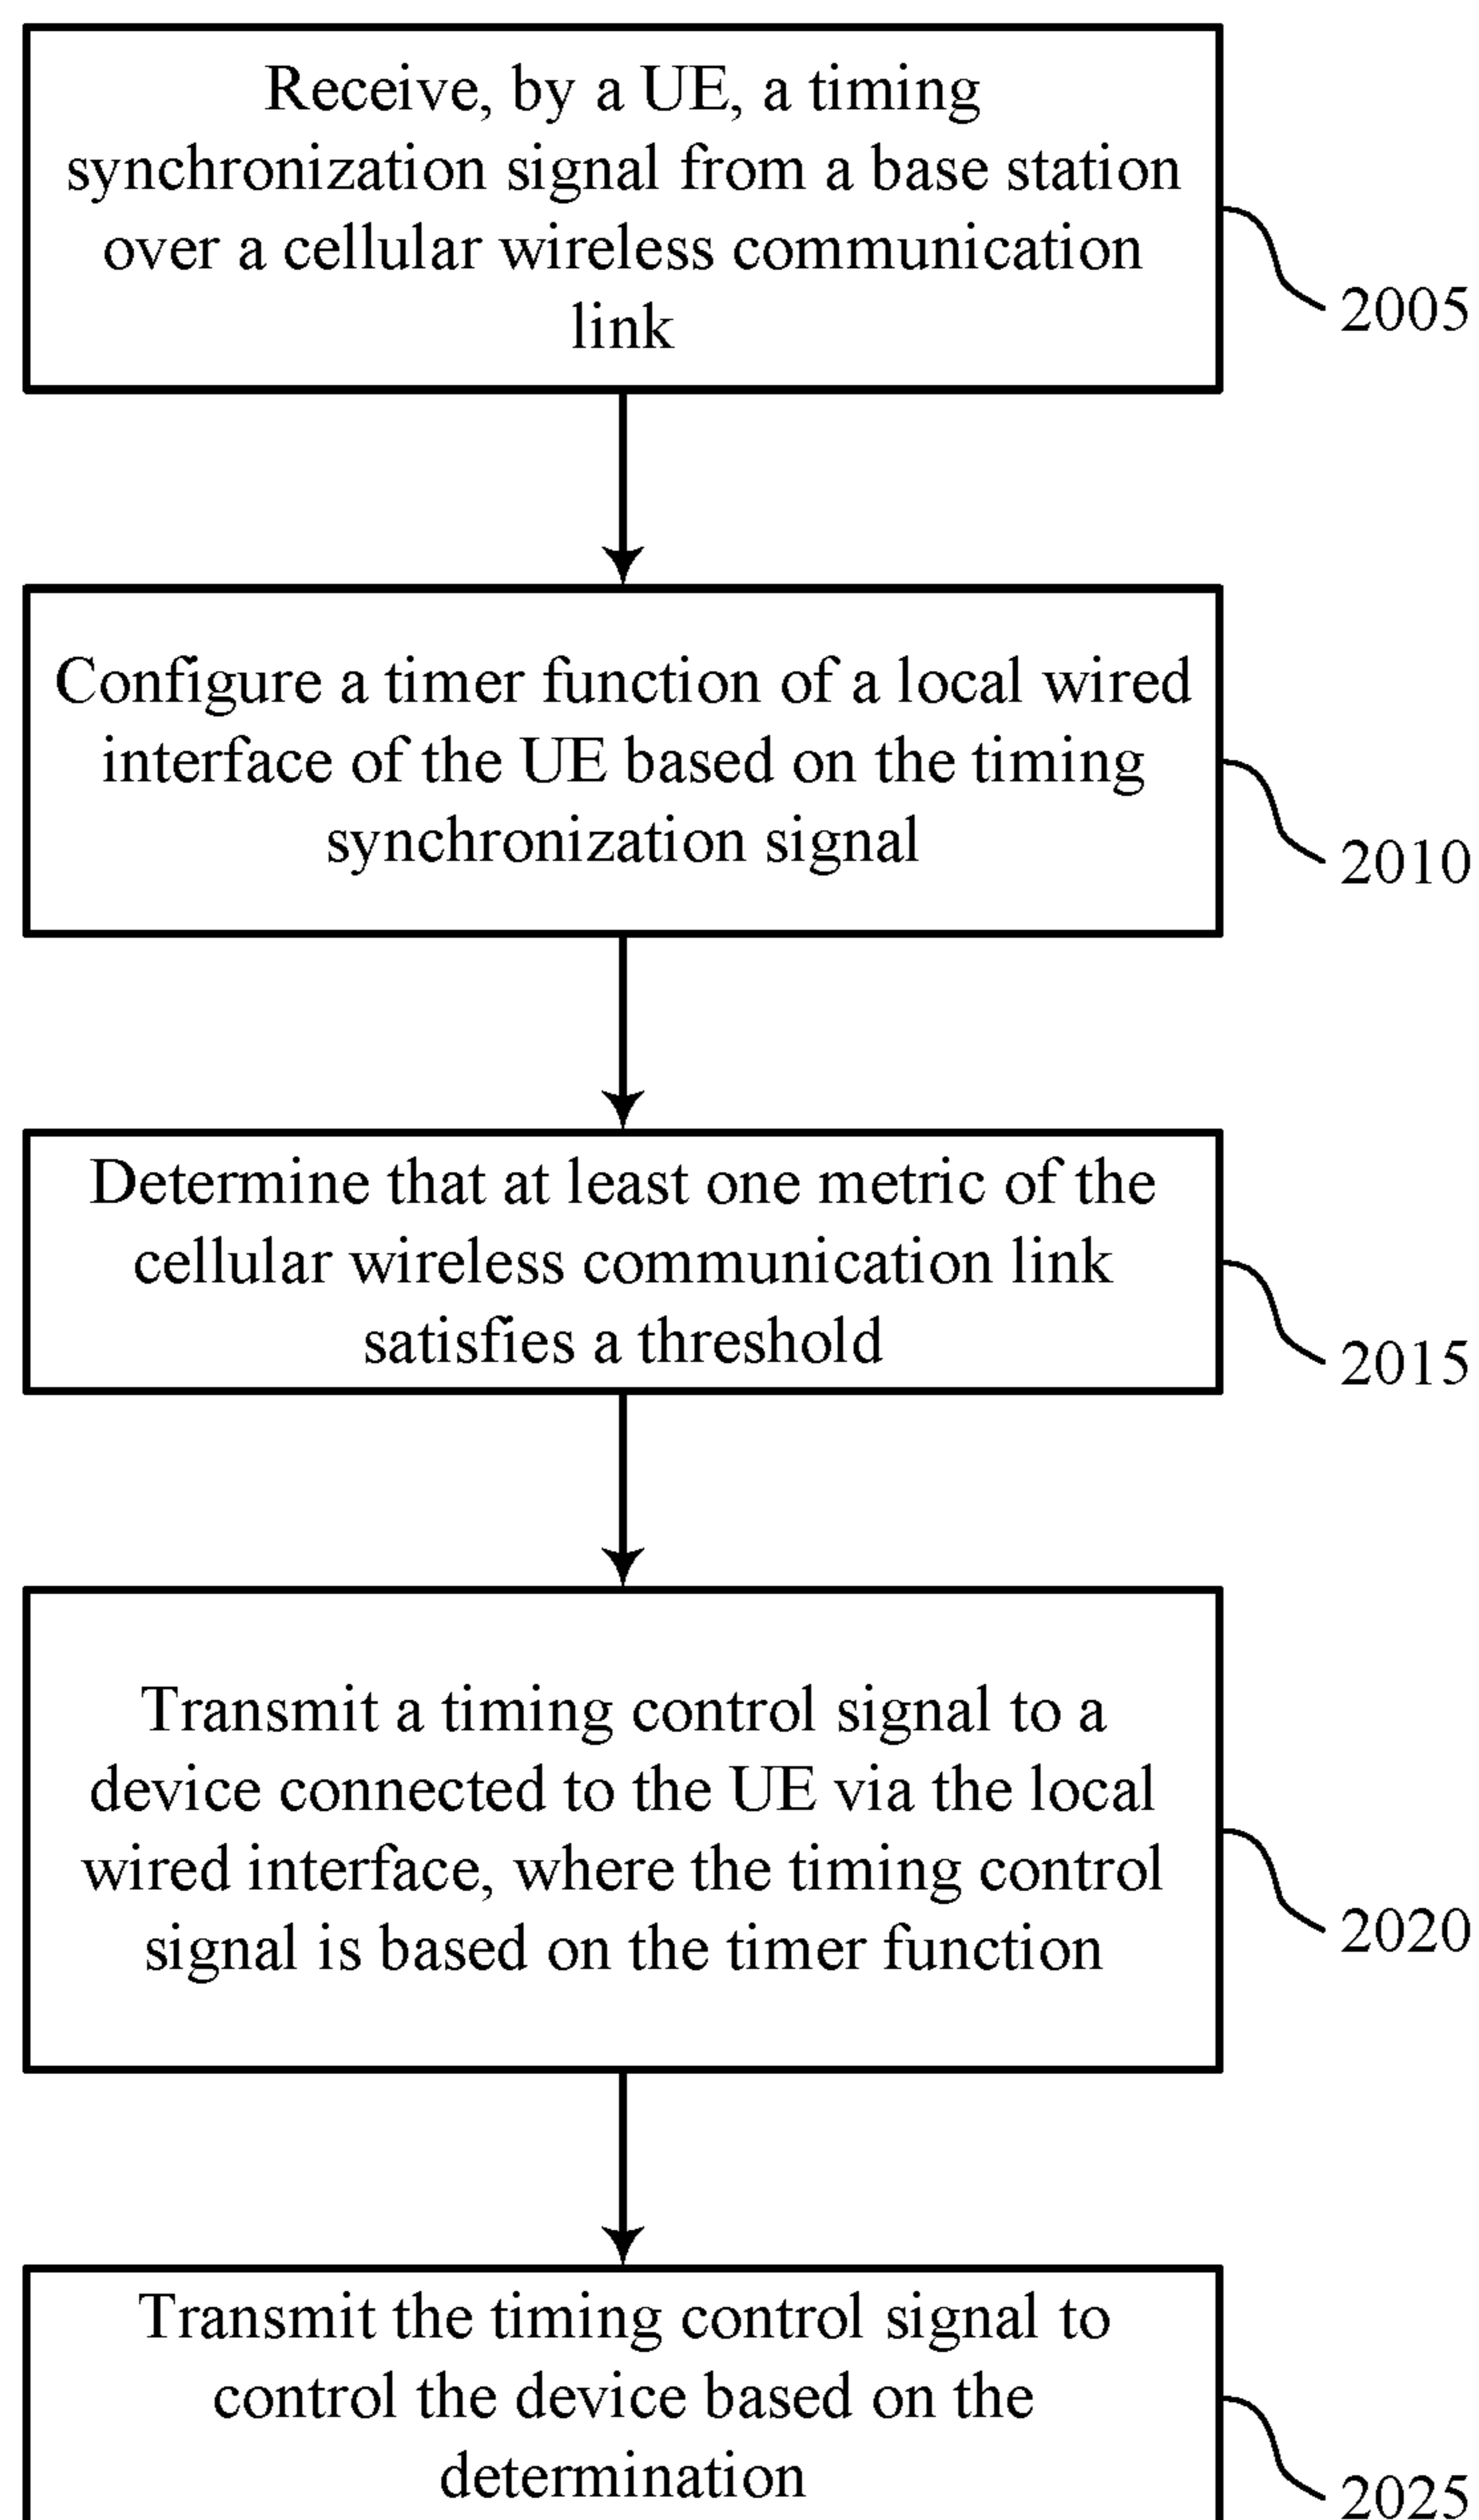 Receive, by a UE, a timing
synchronization signal from a base station
over a cellular wireless communication
link
2005
Configure a timer function of a local wired
interface of the UE based on the timing
synchronization signal
2010
Determine that at least one metric of the
cellular wireless communication link
satisfies a threshold
2015
Transmit a timing control signal to a
device connected to the UE via the local
wired interface, where the timing control
signal is based on the timer function
2020
Transmit the timing control signal to
control the device based on the
determination
2025